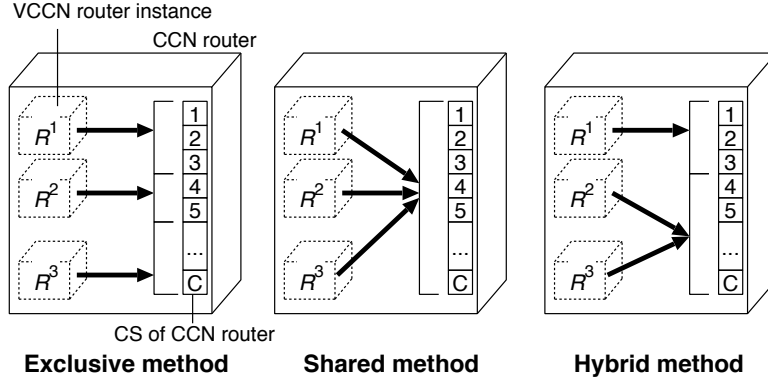 VCCN router instance
CCN router
R1
R2
R3
1
2
3
4
5
...
C
CS of CCN router
Exclusive method
R1
R2
R3
1
2
3
4
5
...
C
Shared method
R1
R2
R3
1
2
3
4
5
...
C
Hybrid method